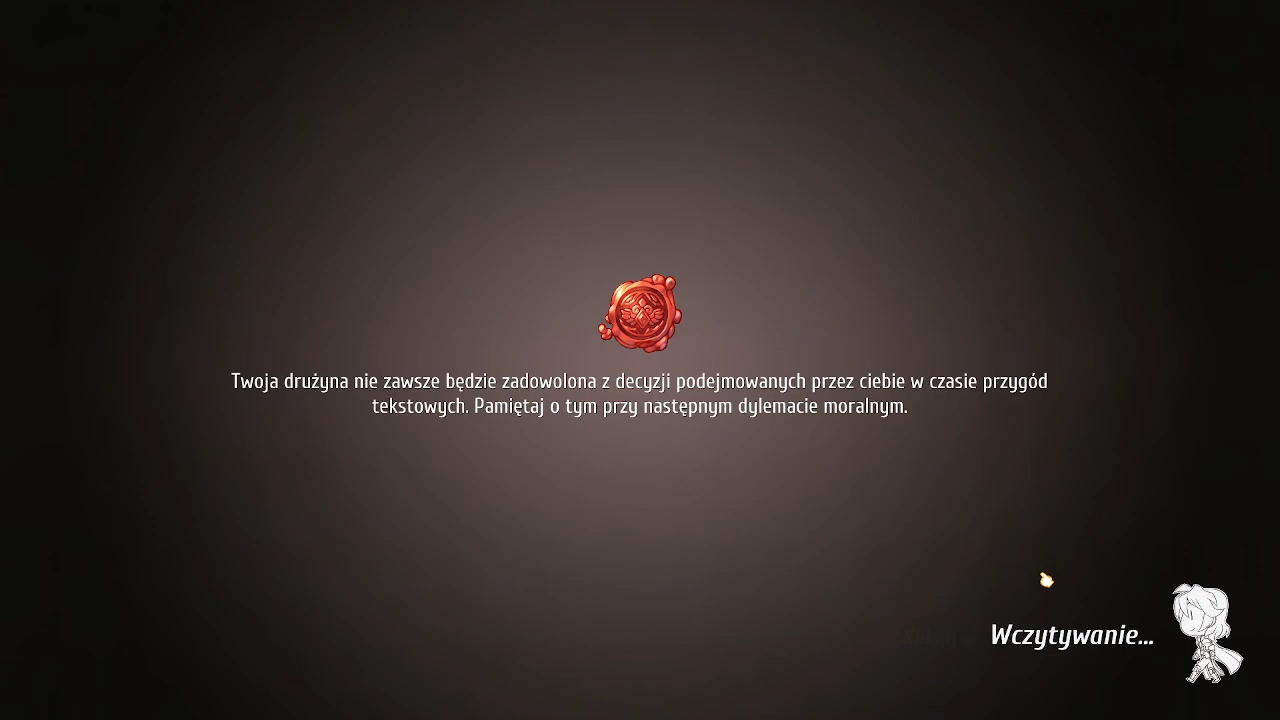 Twoja drużyna nie zawsze będzie zadowolona z decyzji podejmowanych przez ciebie w czasie przygód
tekstowych. Pamiętaj o tym przy następnym dylemacie moralnym.
Wczytywanie...